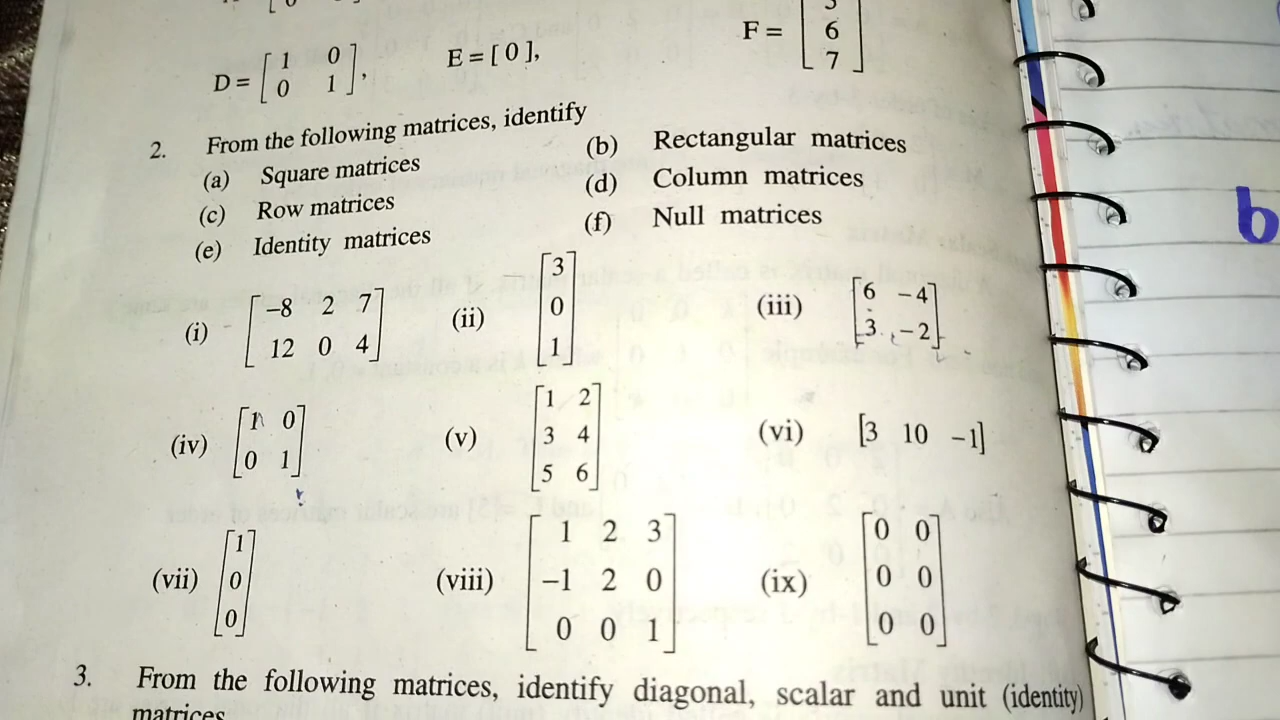 D = [ 1 0
0 1 ],
E = [ 0 ],
F =
6
7
2. From the following matrices, identify
(a) Square matrices (b) Rectangular matrices
(c) Row matrices (d) Column matrices
(e) Identity matrices (f) Null matrices
(i) [ −8 2 7
12 0 4 ]
(ii) [ 3
0
1 ]
(iii) [ 6 −4
3 −2 ]
(iv) [ 1 0
0 1 ]
(v) [ 1 2
3 4
5 6 ]
(vi) [3 10 −1]
(vii) [ 1
0
0 ]
(viii) [ 1 2 3
−1 2 0
0 0 1 ]
(ix) [ 0 0
0 0
0 0 ]
3. From the following matrices, identify diagonal, scalar and unit (identity)
matrices
b